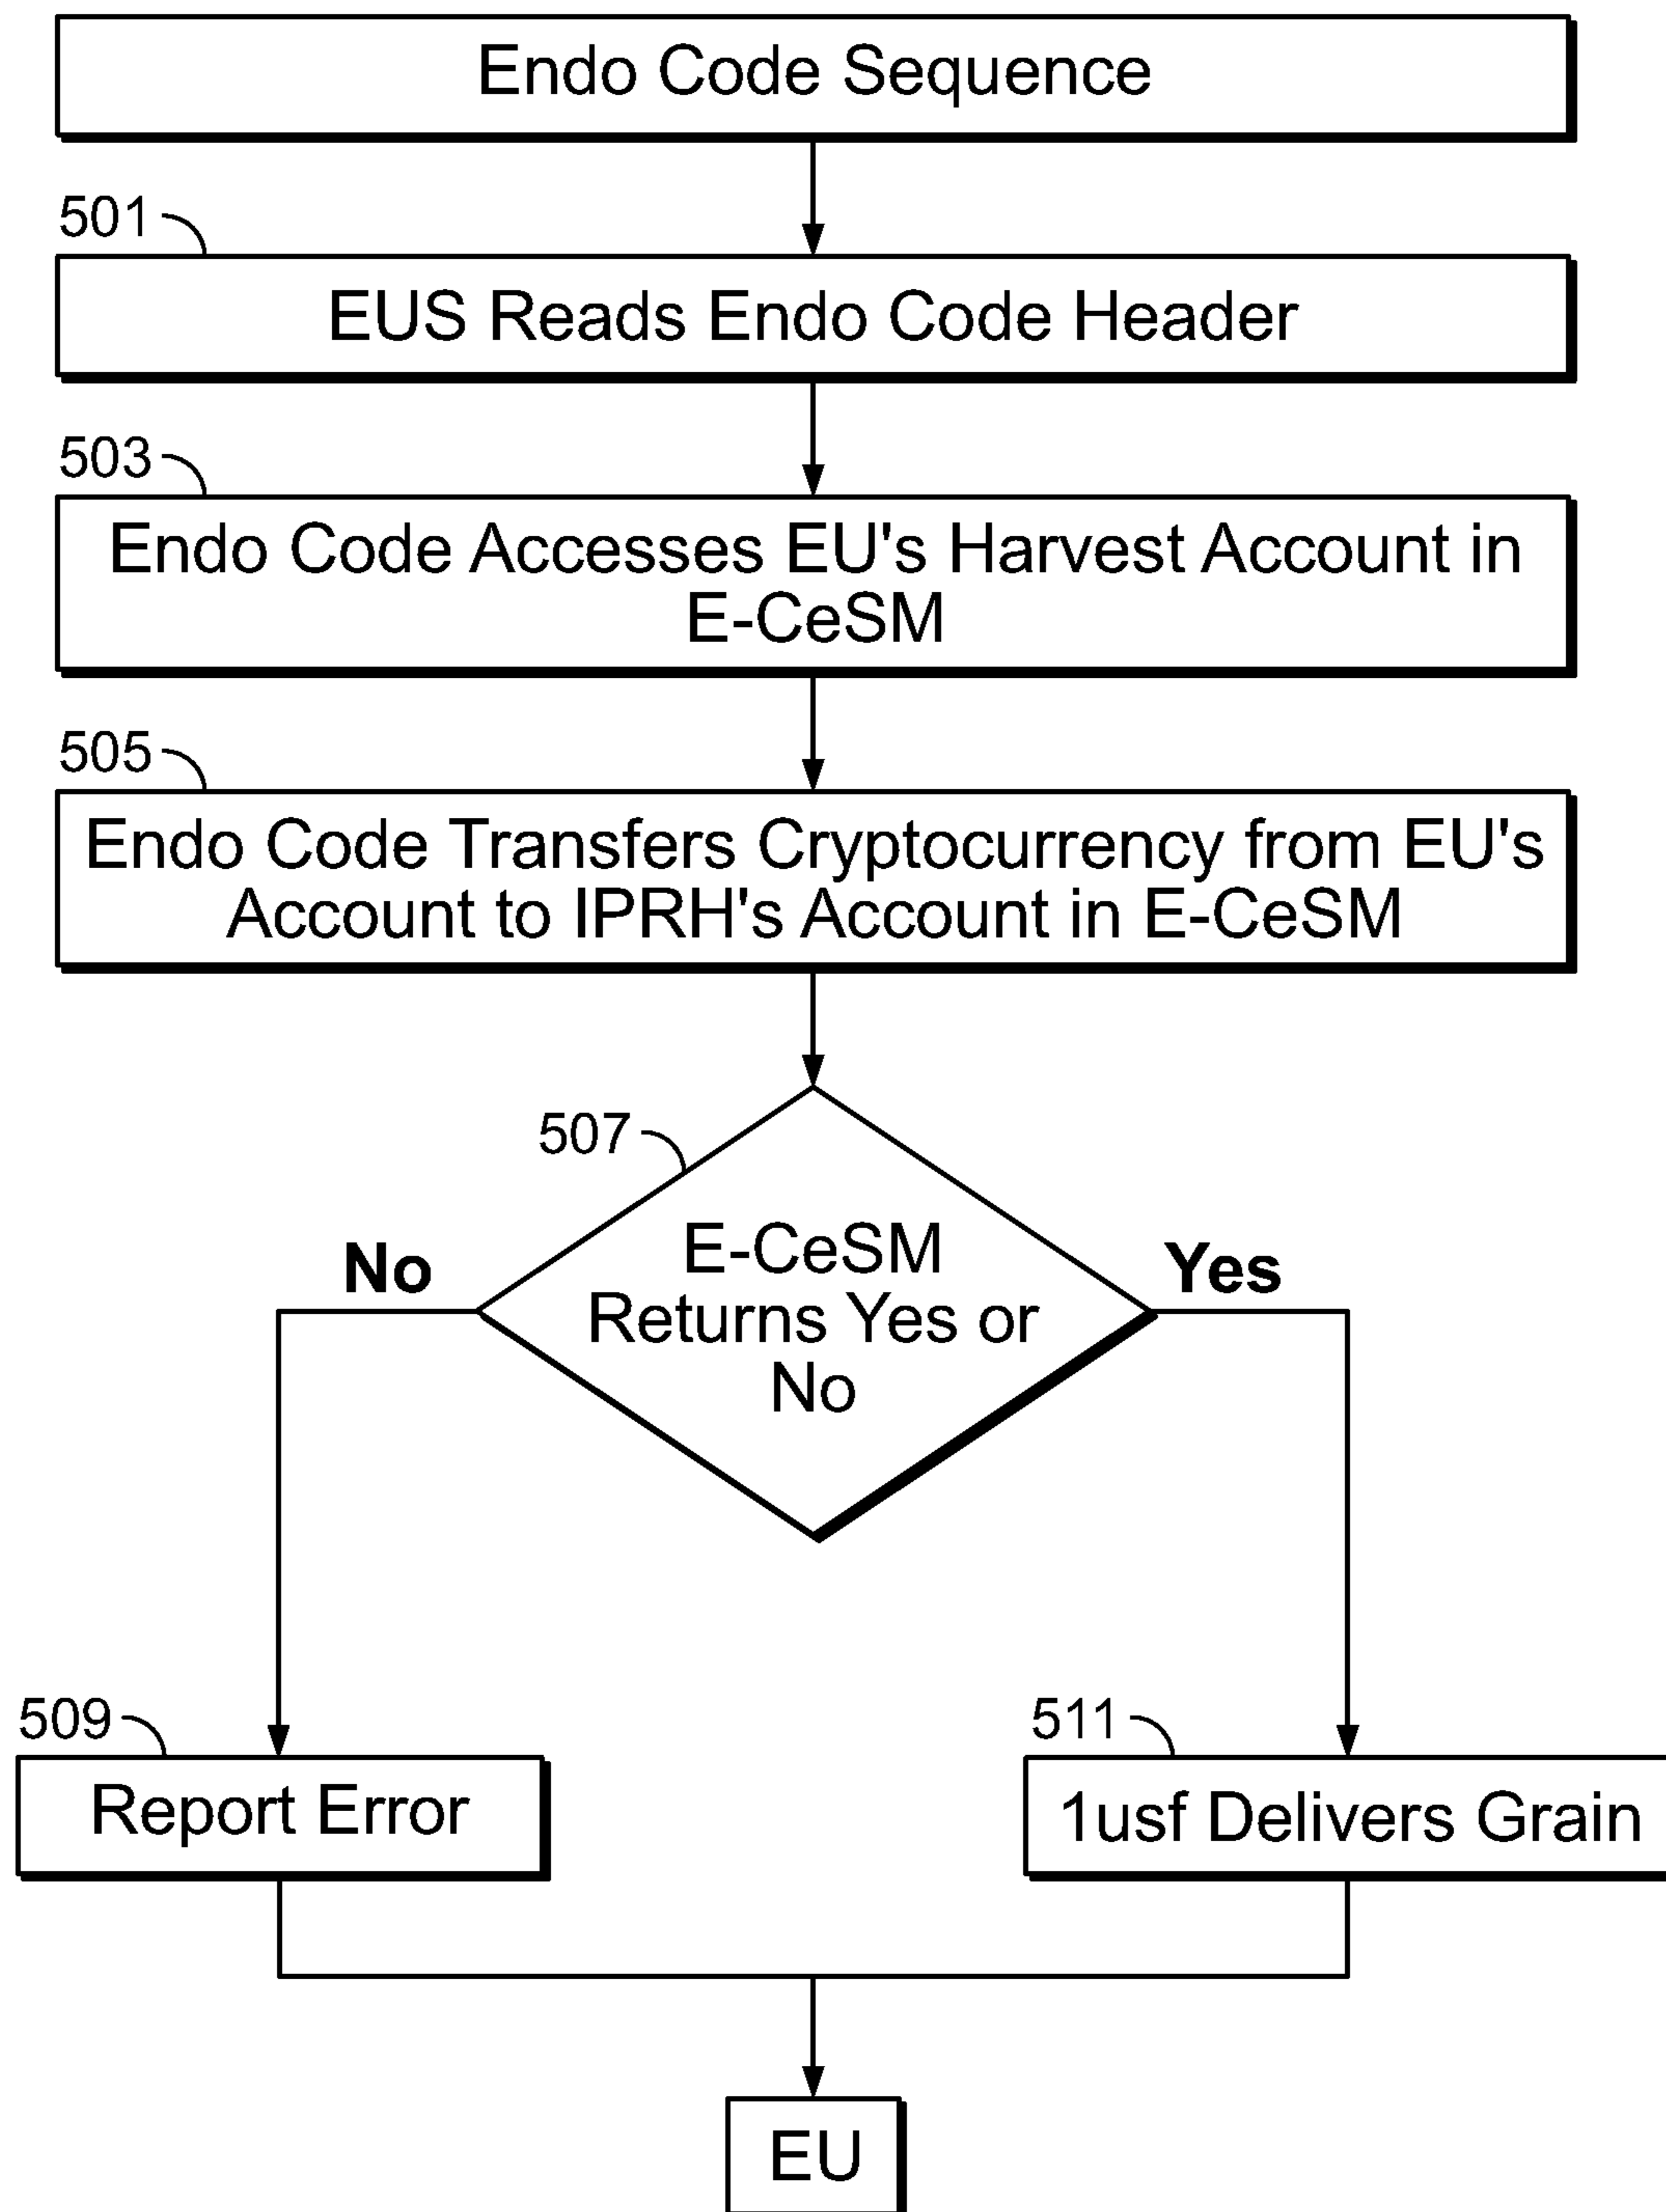 Endo Code Sequence
501
EUS Reads Endo Code Header
503
Endo Code Accesses EU's Harvest Account in
E-CeSM
505
Endo Code Transfers Cryptocurrency from EU's
Account to IPRH's Account in E-CeSM
507
E-CeSM
Returns Yes or
No
No
Yes
509
Report Error
511
1usf Delivers Grain
EU